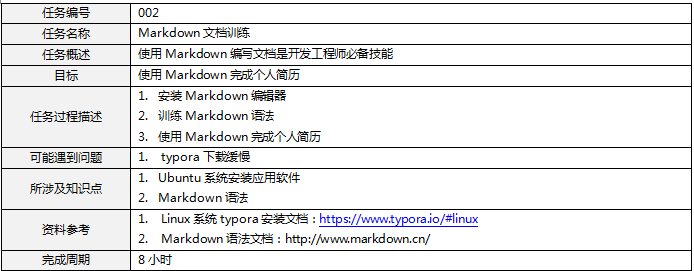 任务编号 002
任务名称 Markdown 文档训练
任务概述 使用 Markdown 编写文档是开发工程师必备技能
目标 使用 Markdown 完成个人简历
任务过程描述 1. 安装 Markdown 编辑器
2. 训练 Markdown 语法
3. 使用 Markdown 完成个人简历
可能遇到问题 1. typora 下载缓慢
所涉及知识点 1. Ubuntu 系统安装应用软件
2. Markdown 语法
资料参考 1. Linux 系统 typora 安装文档：https://www.typora.io/#linux
2. Markdown 语法文档：http://www.markdown.cn/
完成周期 8 小时